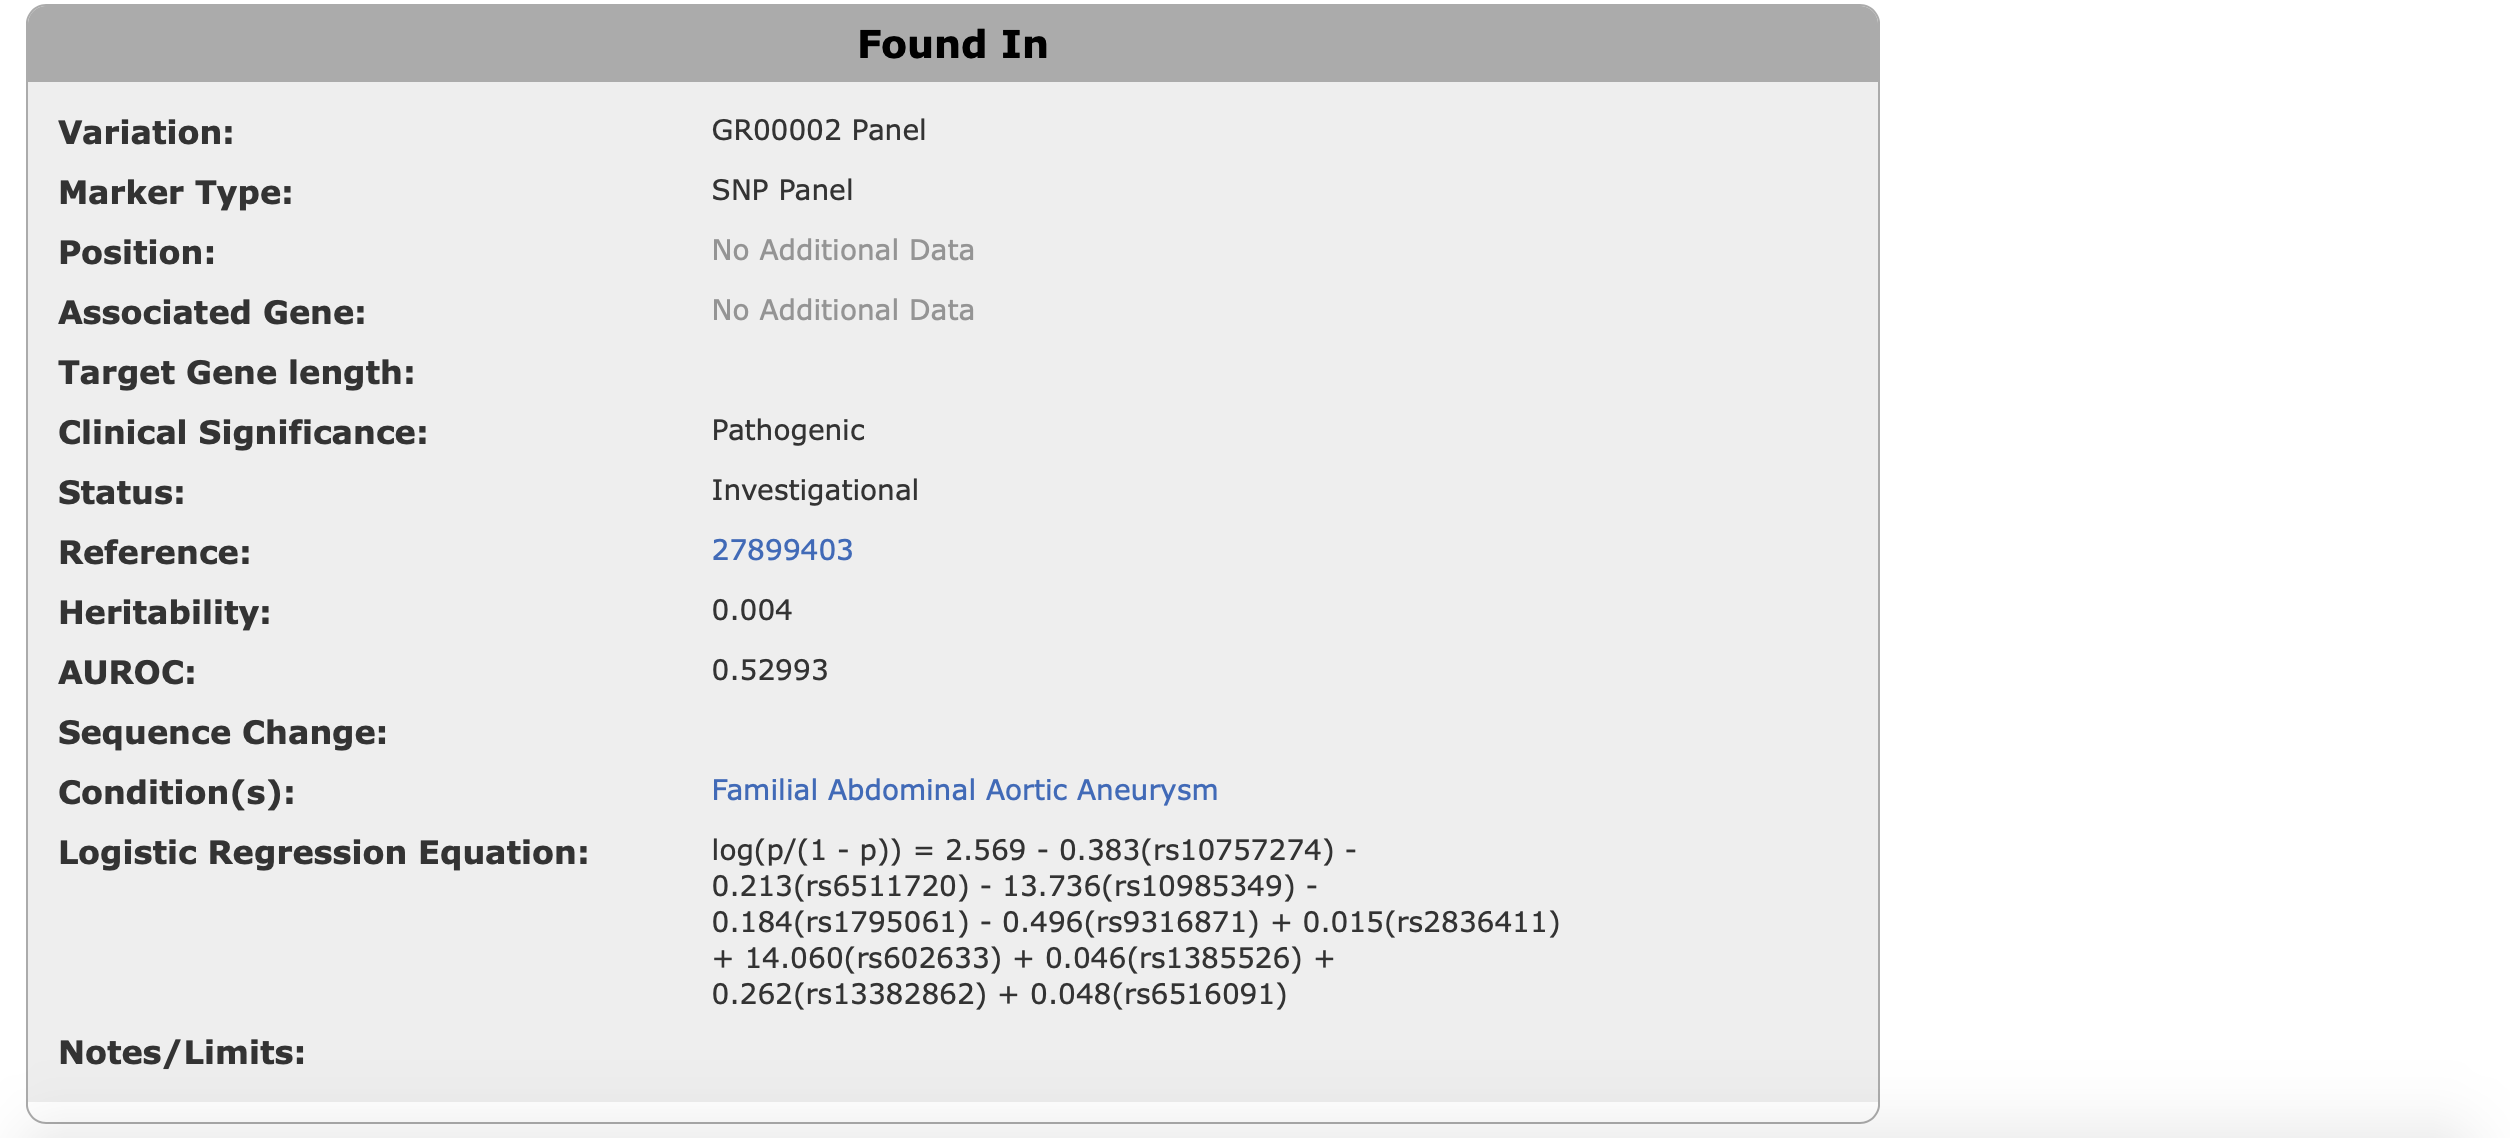 Found In
Variation: GR00002 Panel
Marker Type: SNP Panel
Position: No Additional Data
Associated Gene: No Additional Data
Target Gene length:
Clinical Significance: Pathogenic
Status: Investigational
Reference: 27899403
Heritability: 0.004
AUROC: 0.52993
Sequence Change:
Condition(s): Familial Abdominal Aortic Aneurysm
Logistic Regression Equation: log(p/(1 - p)) = 2.569 - 0.383(rs10757274) -
0.213(rs6511720) - 13.736(rs10985349) -
0.184(rs1795061) - 0.496(rs9316871) + 0.015(rs2836411)
+ 14.060(rs602633) + 0.046(rs1385526) +
0.262(rs13382862) + 0.048(rs6516091)
Notes/Limits: